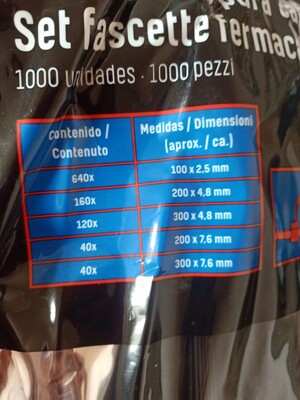 Set fascette
1000 unidades · 1000 pezzi
Contenido / Contenuto
Medidas / Dimensioni (aprox. / ca.)
640x 100 x 2,5 mm
160x 200 x 4,8 mm
120x 300 x 4,8 mm
40x 200 x 7,6 mm
40x 300 x 7,6 mm